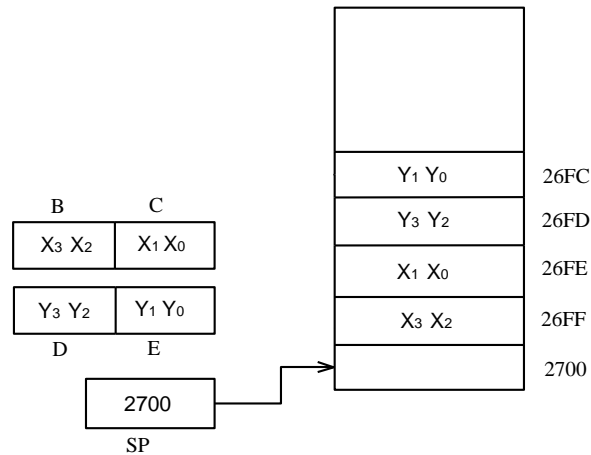 Y1 Y0 26FC
B C
Y3 Y2 26FD
X3 X2 X1 X0
X1 X0 26FE
Y3 Y2 Y1 Y0
X3 X2 26FF
D E
2700
2700
SP